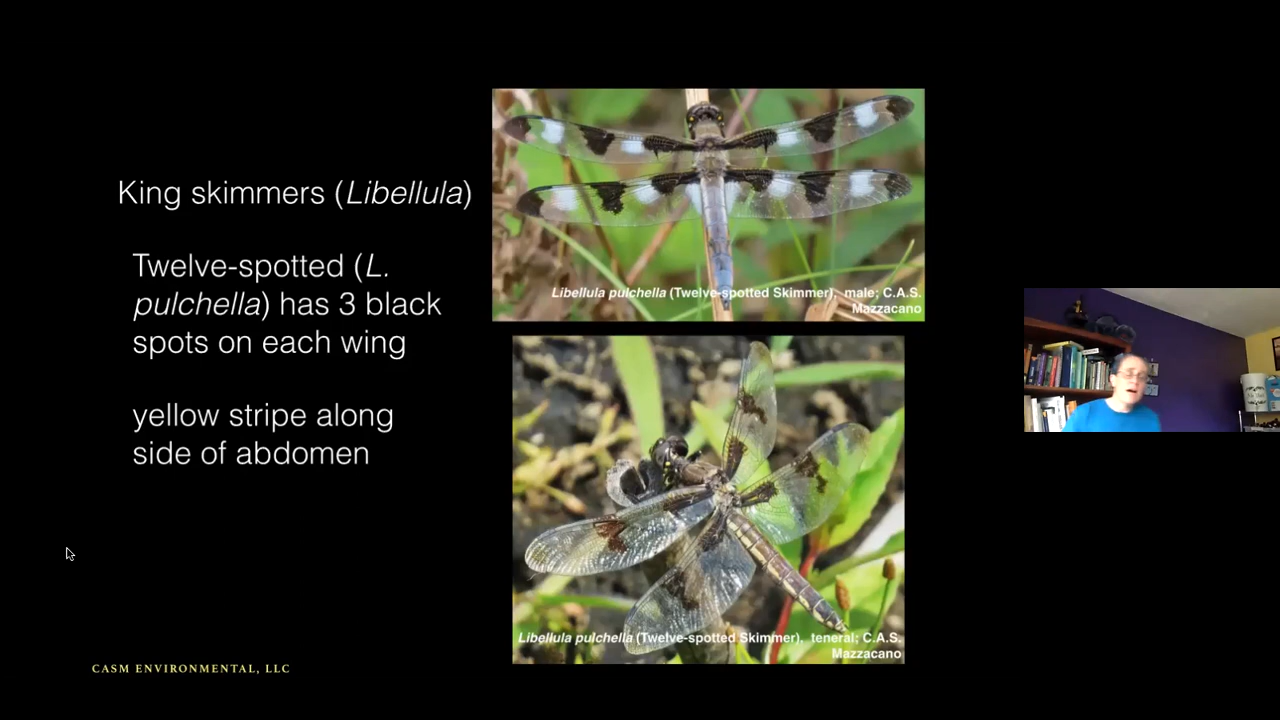 King skimmers (Libellula)
Twelve-spotted (L.
pulchella) has 3 black
spots on each wing
yellow stripe along
side of abdomen
Libellula pulchella (Twelve-spotted Skimmer), male; C.A.S.
Mazzacano
Libellula pulchella (Twelve-spotted Skimmer), teneral; C.A.S.
Mazzacano
CASM ENVIRONMENTAL, LLC